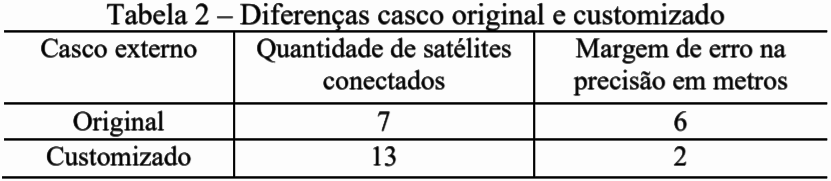 Tabela 2 – Diferenças casco original e customizado
Casco externo Quantidade de satélites conectados Margem de erro na precisão em metros
Original 7 6
Customizado 13 2